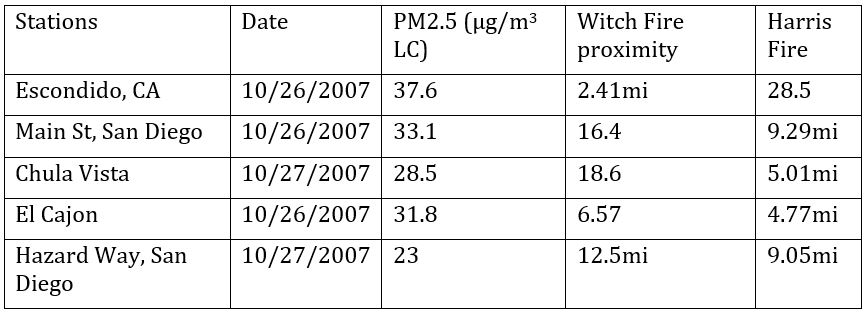 Stations Date PM2.5 (µg/m³ Witch Fire Harris
LC) proximity Fire
Escondido, CA 10/26/2007 37.6 2.41mi 28.5
Main St, San Diego 10/26/2007 33.1 16.4 9.29mi
Chula Vista 10/27/2007 28.5 18.6 5.01mi
El Cajon 10/26/2007 31.8 6.57 4.77mi
Hazard Way, San 10/27/2007 23 12.5mi 9.05mi
Diego